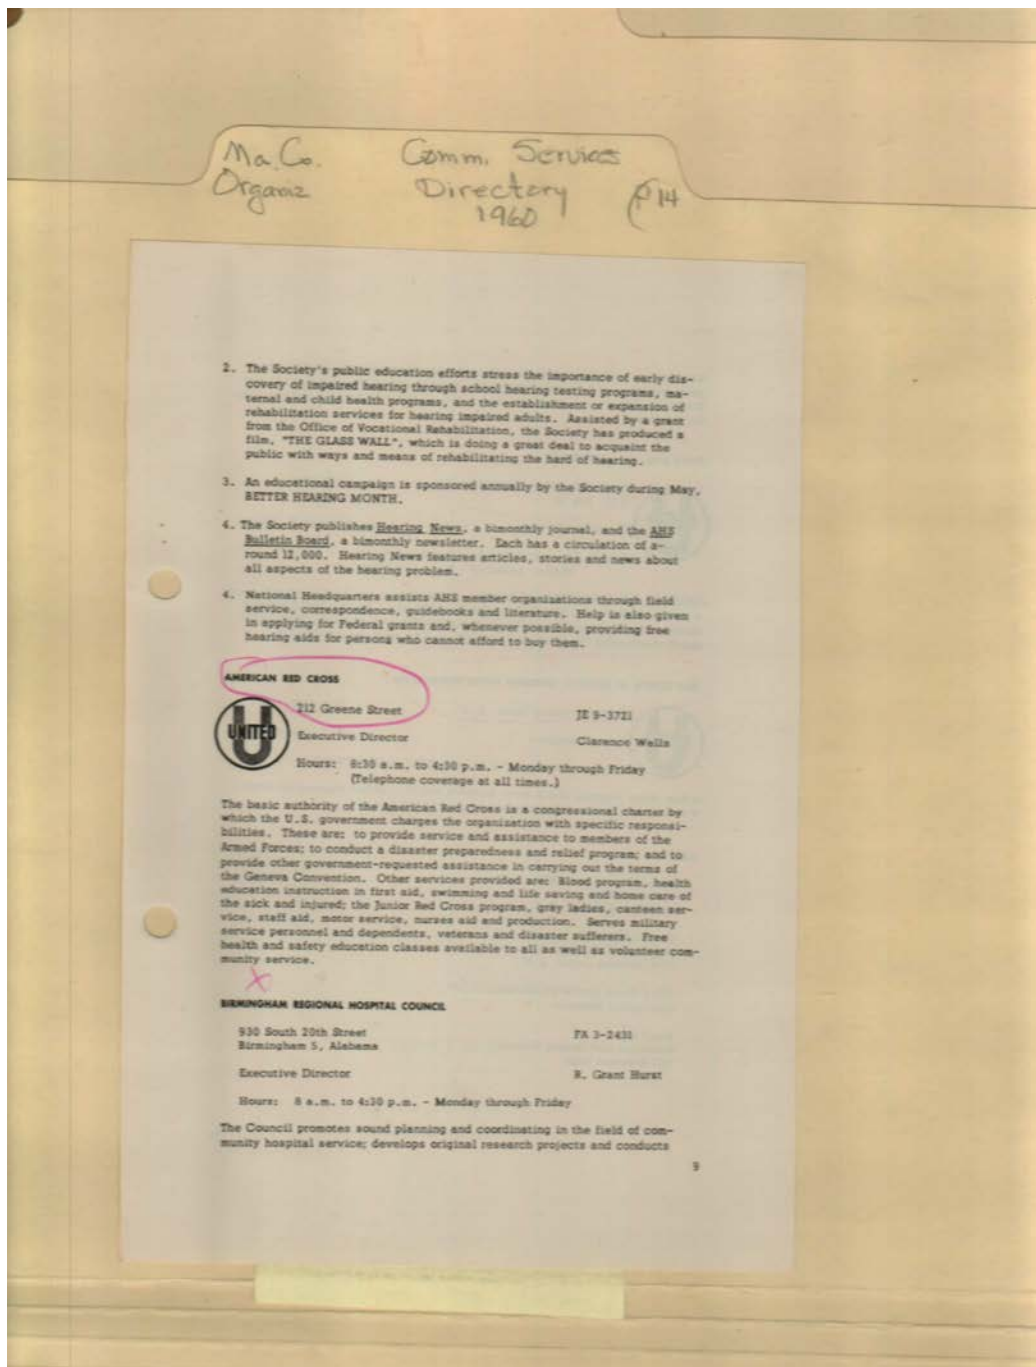 Ma. Co. Comm. Services
Organiz Directory (p 14
1960
2. The Society's public education efforts stress the importance of early dis-
covery of impaired hearing through school hearing testing programs, ma-
ternal and child health programs, and the establishment or expansion of
rehabilitation services for hearing impaired adults. Assisted by a grant
from the Office of Vocational Rehabilitation, the Society has produced a
film, "THE GLASS WALL", which is doing a great deal to acquaint the
public with ways and means of rehabilitating the hard of hearing.
3. An educational campaign is sponsored annually by the Society during May,
BETTER HEARING MONTH.
4. The Society publishes Hearing News, a bimonthly journal, and the AHS
Bulletin Board, a bimonthly newsletter. Each has a circulation of a-
round 12,000. Hearing News features articles, stories and news about
all aspects of the hearing problem.
4. National Headquarters assists AHS member organizations through field
service, correspondence, guidebooks and literature. Help is also given
in applying for Federal grants and, whenever possible, providing free
hearing aids for persons who cannot afford to buy them.
AMERICAN RED CROSS
212 Greene Street JE 9-3721
UNITED
Executive Director Clarence Wells
Hours: 8:30 a.m. to 4:30 p.m. - Monday through Friday
(Telephone coverage at all times.)
The basic authority of the American Red Cross is a congressional charter by
which the U.S. government charges the organization with specific responsi-
bilities. These are: to provide service and assistance to members of the
Armed Forces; to conduct a disaster preparedness and relief program; and to
provide other government-requested assistance in carrying out the terms of
the Geneva Convention. Other services provided are: Blood program, health
education instruction in first aid, swimming and life saving and home care of
the sick and injured; the Junior Red Cross program, gray ladies, canteen ser-
vice, staff aid, motor service, nurses aid and production. Serves military
service personnel and dependents, veterans and disaster sufferers. Free
health and safety education classes available to all as well as volunteer com-
munity service.
BIRMINGHAM REGIONAL HOSPITAL COUNCIL
930 South 20th Street FA 3-2431
Birmingham 5, Alabama
Executive Director R. Grant Hurst
Hours: 8 a.m. to 4:30 p.m. - Monday through Friday
The Council promotes sound planning and coordinating in the field of com-
munity hospital service; develops original research projects and conducts
9